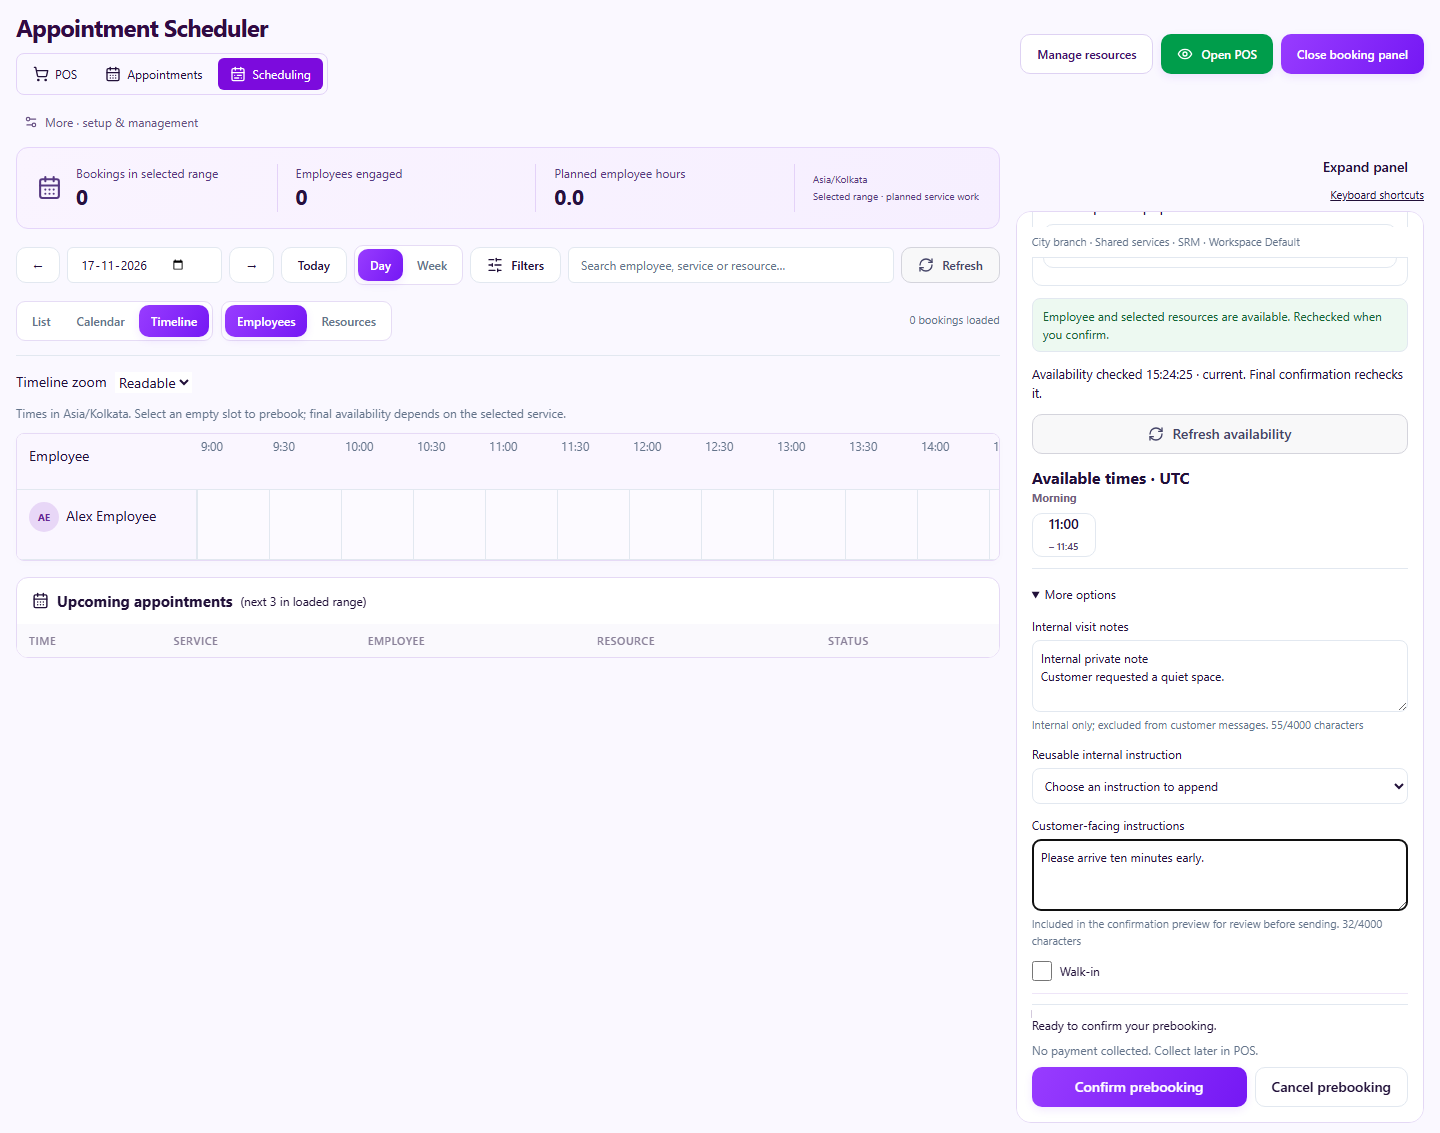 Appointment Scheduler
POS
Appointments
Scheduling
Manage resources
Open POS
Close booking panel
More · setup & management
Bookings in selected range
0
Employees engaged
0
Planned employee hours
0.0
Asia/Kolkata
Selected range · planned service work
Expand panel
Keyboard shortcuts
←
17-11-2026
→
Today
Day
Week
Filters
Search employee, service or resource...
Refresh
List
Calendar
Timeline
Employees
Resources
0 bookings loaded
Timeline zoom
Readable
Times in Asia/Kolkata. Select an empty slot to prebook; final availability depends on the selected service.
Employee
9:00
9:30
10:00
10:30
11:00
11:30
12:00
12:30
13:00
13:30
14:00
AE
Alex Employee
Upcoming appointments (next 3 in loaded range)
TIME
SERVICE
EMPLOYEE
RESOURCE
STATUS
City branch · Shared services · SRM · Workspace Default
Employee and selected resources are available. Rechecked when
you confirm.
Availability checked 15:24:25 · current. Final confirmation rechecks
it.
Refresh availability
Available times · UTC
Morning
11:00
– 11:45
▼ More options
Internal visit notes
Internal private note
Customer requested a quiet space.
Internal only; excluded from customer messages. 55/4000 characters
Reusable internal instruction
Choose an instruction to append
Customer-facing instructions
Please arrive ten minutes early.
Included in the confirmation preview for review before sending. 32/4000
characters
Walk-in
Ready to confirm your prebooking.
No payment collected. Collect later in POS.
Confirm prebooking
Cancel prebooking